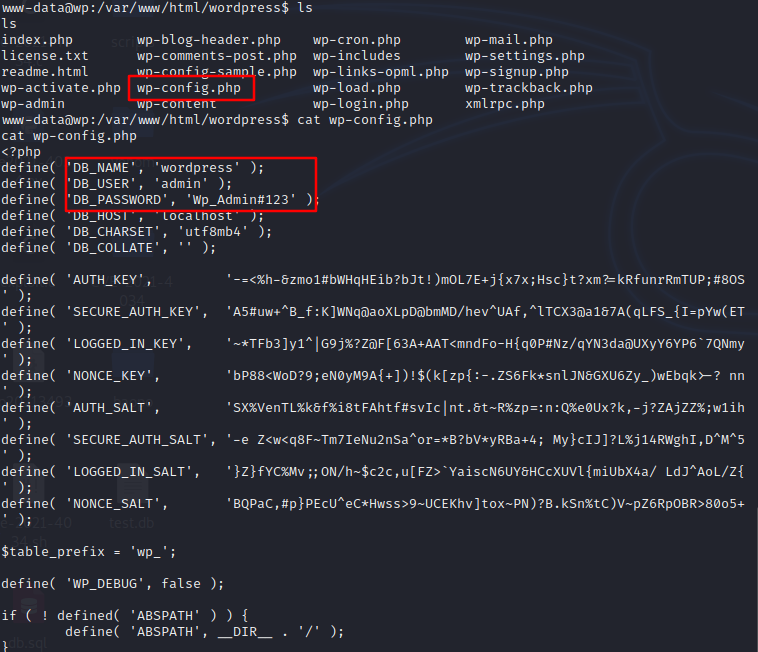 www-data@wp:/var/www/html/wordpress$ ls
ls
index.php        wp-blog-header.php    wp-cron.php        wp-mail.php
license.txt      wp-comments-post.php  wp-includes        wp-settings.php
readme.html      wp-config-sample.php  wp-links-opml.php  wp-signup.php
wp-activate.php  wp-config.php         wp-load.php        wp-trackback.php
wp-admin         wp-content            wp-login.php       xmlrpc.php
www-data@wp:/var/www/html/wordpress$ cat wp-config.php
cat wp-config.php
<?php
define( 'DB_NAME', 'wordpress' );
define( 'DB_USER', 'admin' );
define( 'DB_PASSWORD', 'Wp_Admin#123' );
define( 'DB_HOST', 'localhost' );
define( 'DB_CHARSET', 'utf8mb4' );
define( 'DB_COLLATE', '' );
define( 'AUTH_KEY',         '-=<%h-&zmo1#bWHqHEib?bJt!)mOL7E+j{x7x;Hsc}t?xm?=kRfunrRmTUP;#8OS
' );
define( 'SECURE_AUTH_KEY',  'A5#uw+^B_f:K]WNq@aoXLpD@bmMD/hev^UAf,^lTCX3@a1&7A(qLFS_{I=pYw(ET
' );
define( 'LOGGED_IN_KEY',    '~*TFb3]y1^|G9j%?Z@F[63A+AAT<mndFo-H{q0P#Nz/qYN3da@UXyY6YP6`7QNmy
' );
define( 'NONCE_KEY',        'bP88<WoD?9;eN0yM9A{+])!$(k[zp{:-.ZS6Fk*snlJN&GXU6Zy_)wEbqk>-? nn
' );
define( 'AUTH_SALT',        'SX%VenTL%k&f%i8tFAhtf#svIc|nt.&t~R%zp=:n:Q%e0Ux?k,-j?ZAjZZ%;w1ih
' );
define( 'SECURE_AUTH_SALT', '-e Z<w<q8F~Tm7IeNu2nSa^or=*B?bV*yRBa+4; My}cIJ]?L%j14RWghI,D^M^5
' );
define( 'LOGGED_IN_SALT',   '}Z}fYC%Mv;;ON/h~$c2c,u[FZ>`YaiscN6UY&HCcXUVl{miUbX4a/ LdJ^AoL/Z{
' );
define( 'NONCE_SALT',       'BQPaC,#p}PEcU^eC*Hwss>9~UCEKhv]tox~PN)?B.kSn%tC)V~pZ6RpOBR>80o5+
' );
$table_prefix = 'wp_';
define( 'WP_DEBUG', false );
if ( ! defined( 'ABSPATH' ) ) {
        define( 'ABSPATH', __DIR__ . '/' );
}
test.db
db.sql